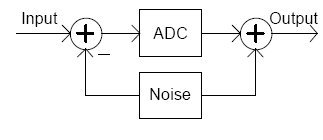 Input
Output
+
ADC
+
−
Noise